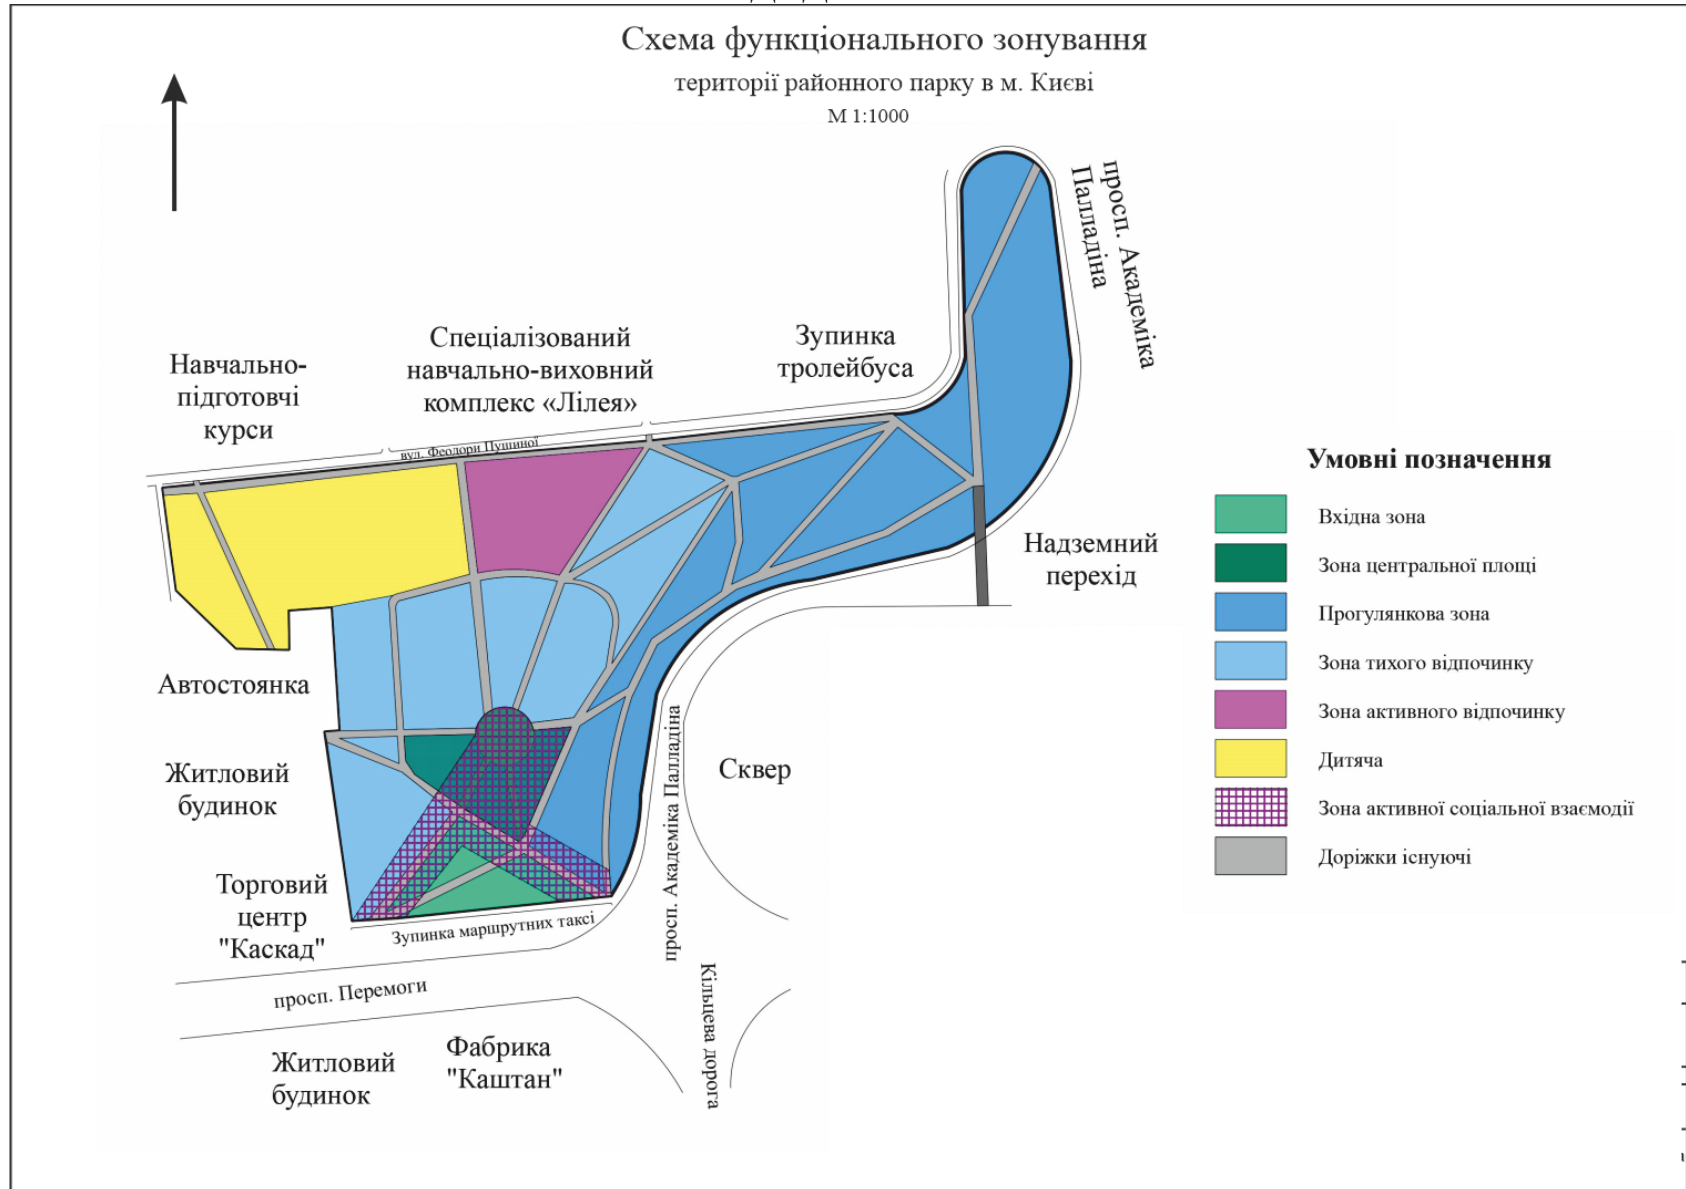 Схема функціонального зонування
території районного парку в м. Києві
М 1:1000
просп. Академіка
Палладіна
Зупинка
тролейбуса
Спеціалізований
навчально-виховний
комплекс «Лілея»
Навчально-
підготовчі
курси
вул. Феодори Пушиної
Умовні позначення
Вхідна зона
Зона центральної площі
Прогулянкова зона
Зона тихого відпочинку
Зона активного відпочинку
Дитяча
Зона активної соціальної взаємодії
Доріжки існуючі
Надземний
перехід
Автостоянка
Житловий
будинок
Сквер
просп. Академіка Палладіна
Торговий
центр
"Каскад"
Зупинка маршрутних таксі
просп. Перемоги
Кільцева дорога
Житловий
будинок
Фабрика
"Каштан"